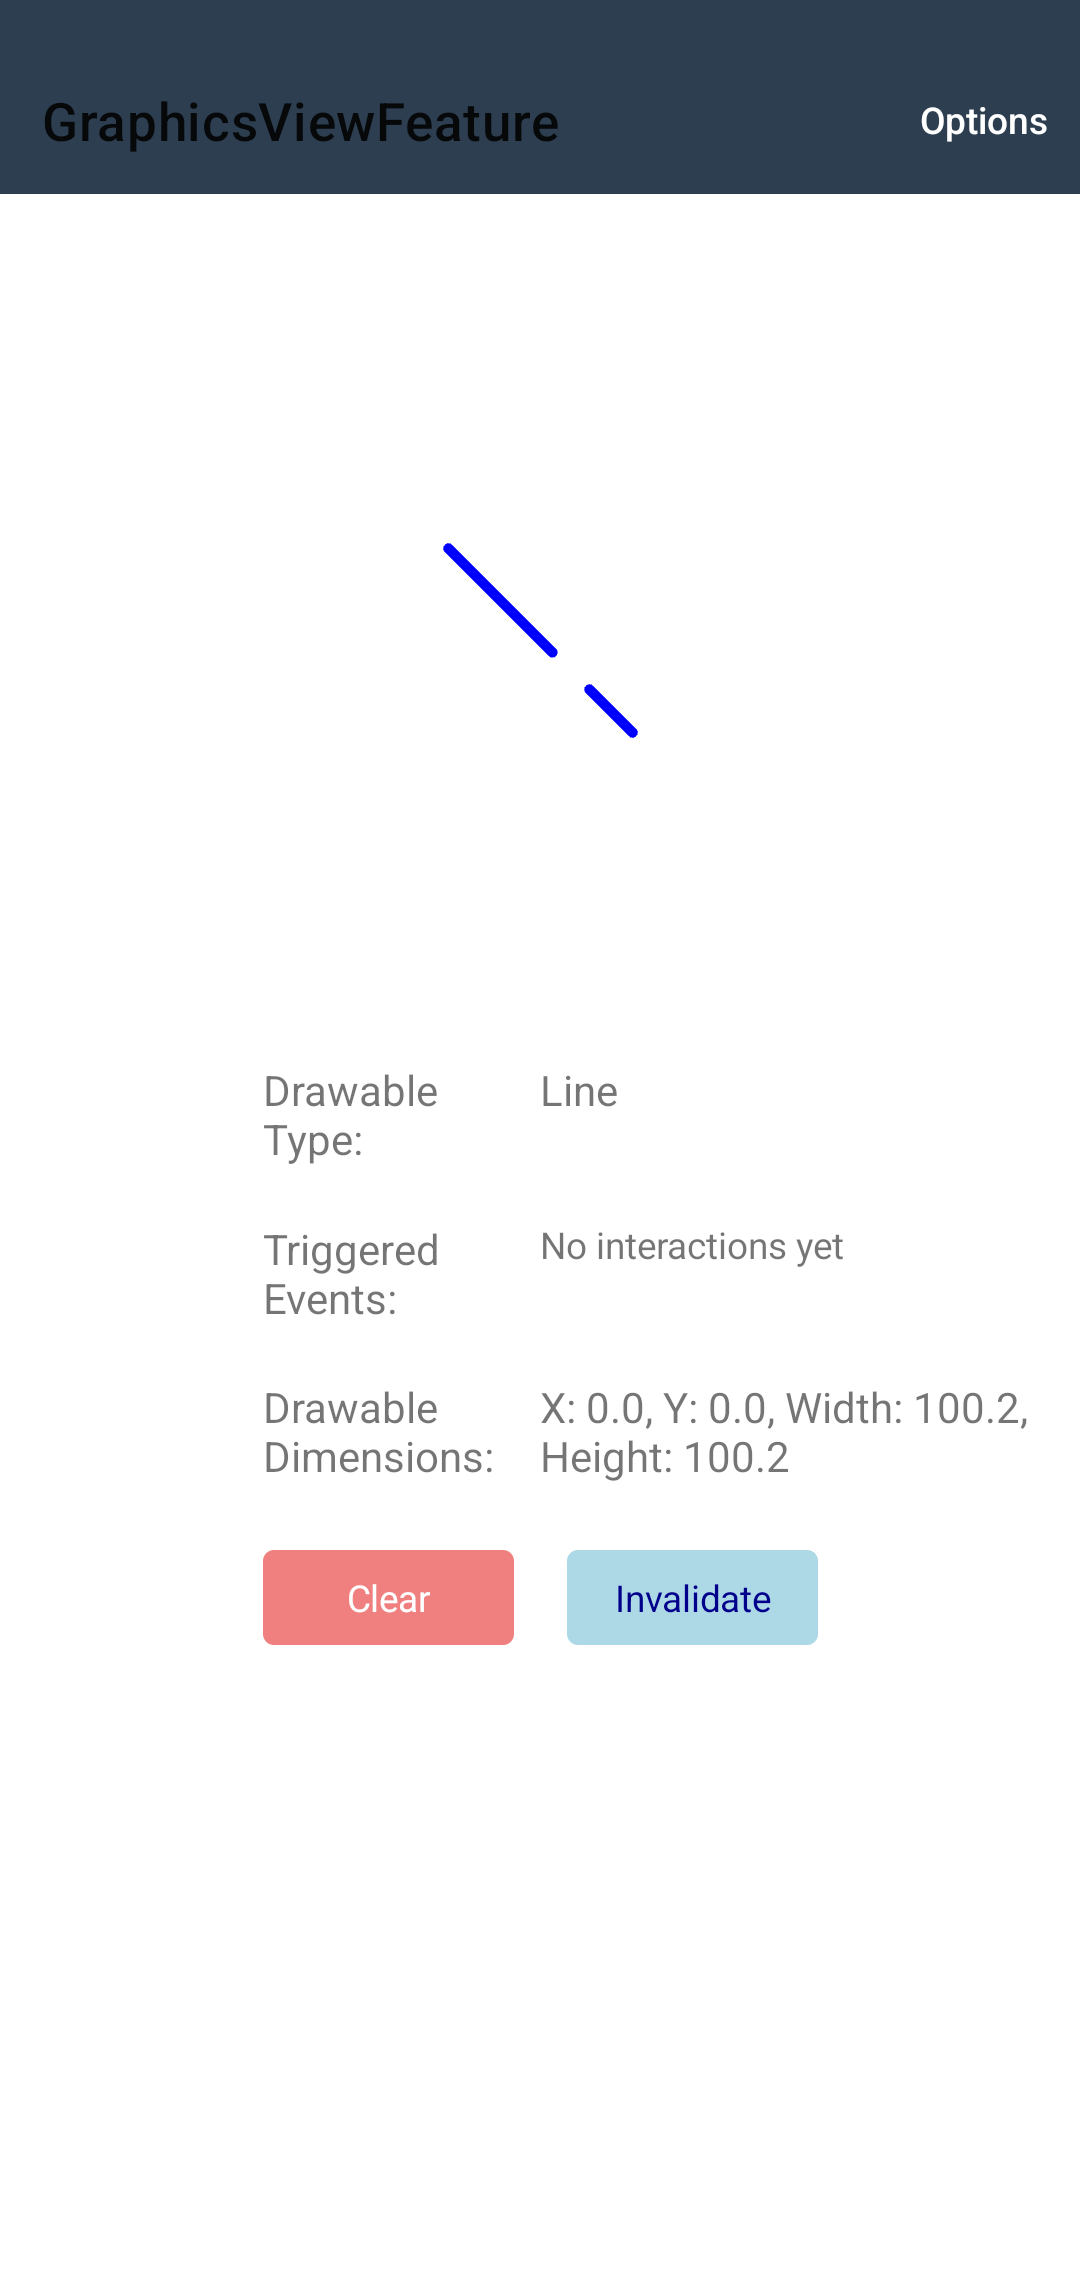 GraphicsViewFeature
Options
Drawable
Type:
Line
Triggered
Events:
No interactions yet
Drawable
Dimensions:
X: 0.0, Y: 0.0, Width: 100.2,
Height: 100.2
Clear
Invalidate